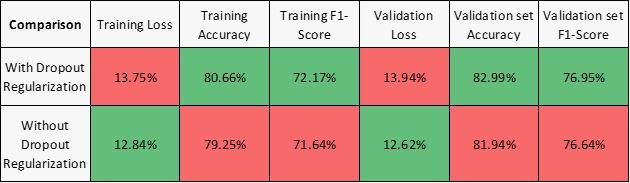 Comparison Training Loss Training Accuracy Training F1-Score Validation Loss Validation set Accuracy Validation set F1-Score
With Dropout Regularization 13.75% 80.66% 72.17% 13.94% 82.99% 76.95%
Without Dropout Regularization 12.84% 79.25% 71.64% 12.62% 81.94% 76.64%